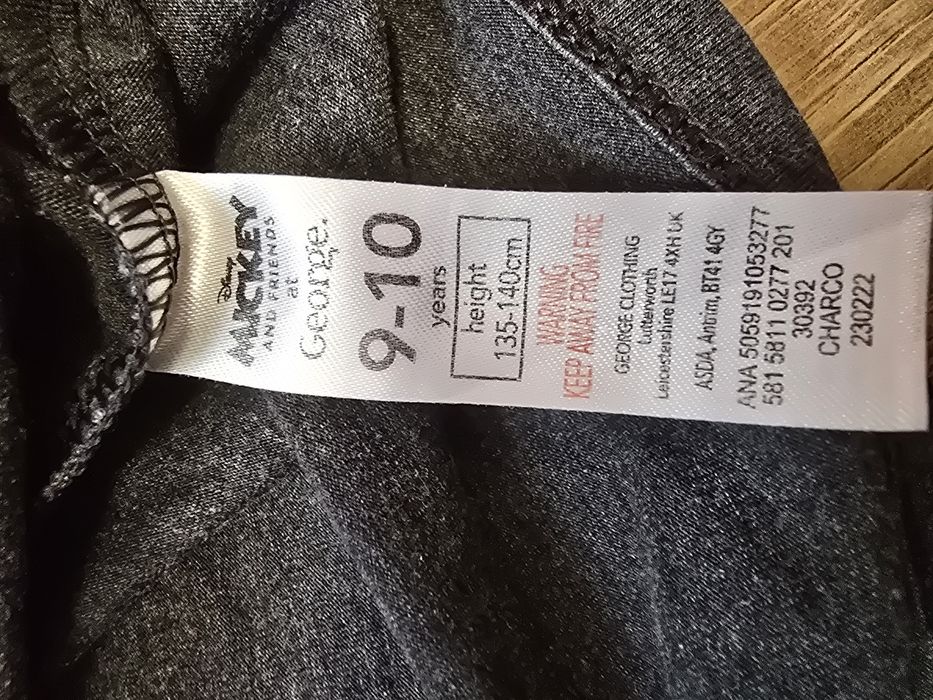 Disney
MICKEY
AND FRIENDS
at
George.
9-10
years
height
135-140cm
WARNING
KEEP AWAY FROM FIRE
GEORGE CLOTHING
Lutterworth
Leicestershire LE17 4XH UK
ASDA, Antrim, BT41 4GY
ANA 5059191053277
581 5811 0277 201
30392
CHARCO
230222